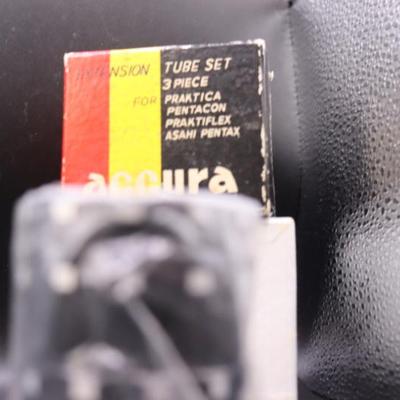 EXTENSION TUBE SET
3 PIECE
FOR PRAKTICA
PENTACON
PRAKTIFLEX
ASAHI PENTAX
accura